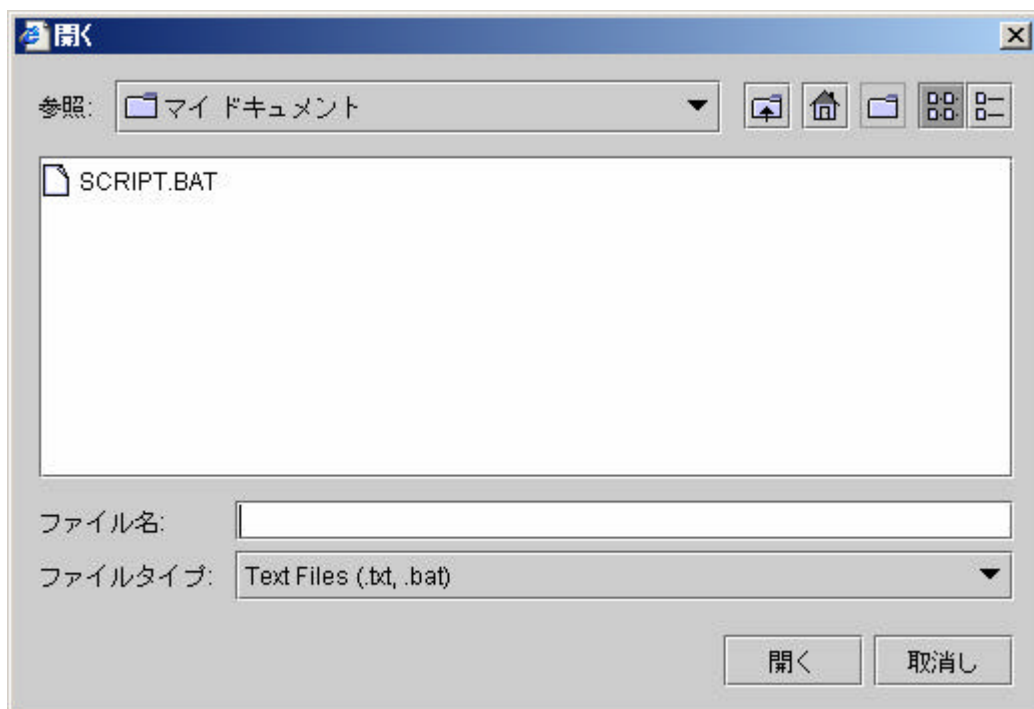 開く
参照: マイ ドキュメント
SCRIPT.BAT
ファイル名:
ファイルタイプ: Text Files (.txt, .bat)
開く 取消し